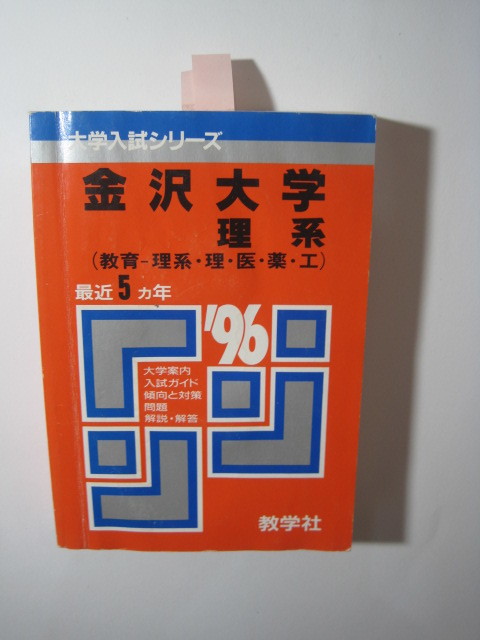 大学入試シリーズ
金沢大学
理系
(教育-理系・理・医・薬・工)
最近5ヵ年
'96
大学案内
入試ガイド
傾向と対策
問題
解説・解答
教学社